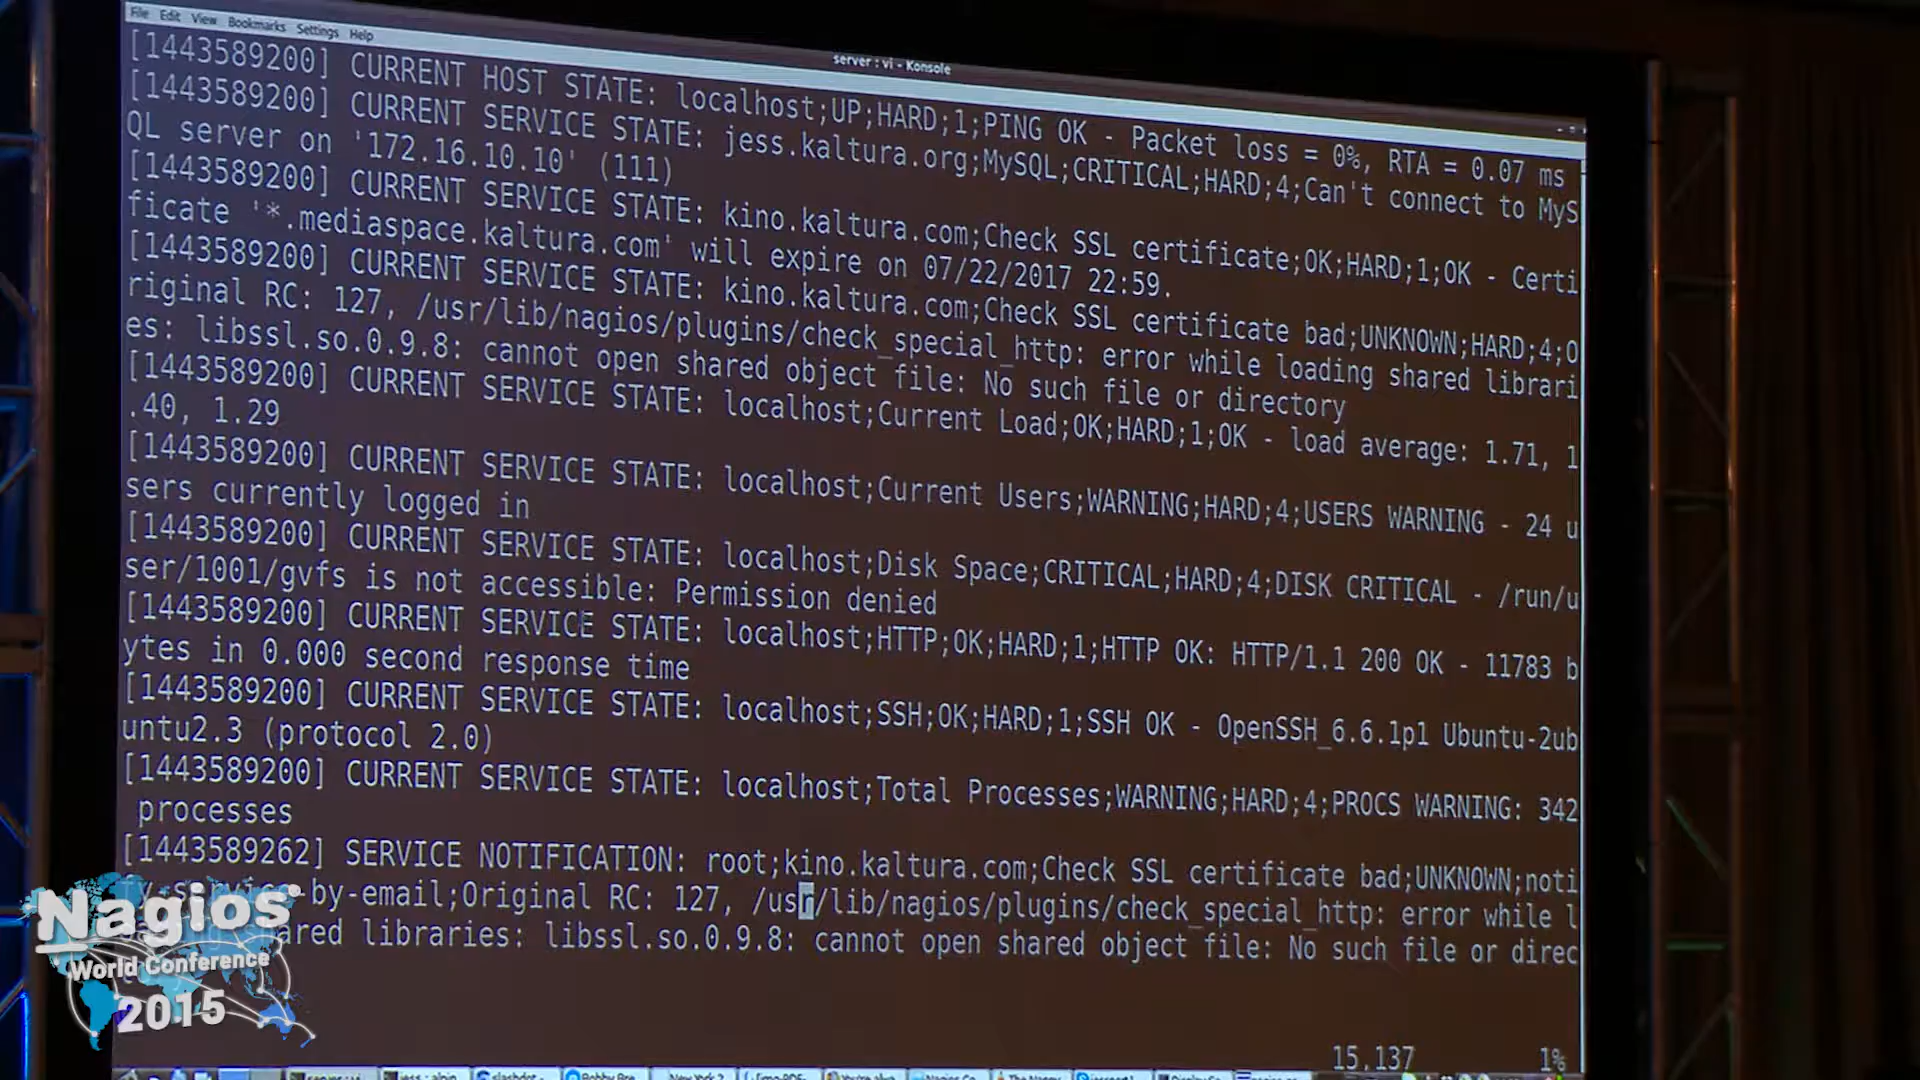 File Edit View Bookmarks Settings Help
server : vi - Konsole
[1443589200] CURRENT HOST STATE: localhost;UP;HARD;1;PING OK - Packet loss = 0%, RTA = 0.07 ms
[1443589200] CURRENT SERVICE STATE: jess.kaltura.org;MySQL;CRITICAL;HARD;4;Can't connect to MyS
QL server on '172.16.10.10' (111)
[1443589200] CURRENT SERVICE STATE: kino.kaltura.com;Check SSL certificate;OK;HARD;1;OK - Certi
ficate '*.mediaspace.kaltura.com' will expire on 07/22/2017 22:59.
[1443589200] CURRENT SERVICE STATE: kino.kaltura.com;Check SSL certificate bad;UNKNOWN;HARD;4;O
riginal RC: 127, /usr/lib/nagios/plugins/check_special_http: error while loading shared librari
es: libssl.so.0.9.8: cannot open shared object file: No such file or directory
[1443589200] CURRENT SERVICE STATE: localhost;Current Load;OK;HARD;1;OK - load average: 1.71, 1
.40, 1.29
[1443589200] CURRENT SERVICE STATE: localhost;Current Users;WARNING;HARD;4;USERS WARNING - 24 u
sers currently logged in
[1443589200] CURRENT SERVICE STATE: localhost;Disk Space;CRITICAL;HARD;4;DISK CRITICAL - /run/u
ser/1001/gvfs is not accessible: Permission denied
[1443589200] CURRENT SERVICE STATE: localhost;HTTP;OK;HARD;1;HTTP OK: HTTP/1.1 200 OK - 11783 b
ytes in 0.000 second response time
[1443589200] CURRENT SERVICE STATE: localhost;SSH;OK;HARD;1;SSH OK - OpenSSH_6.6.1p1 Ubuntu-2ub
untu2.3 (protocol 2.0)
[1443589200] CURRENT SERVICE STATE: localhost;Total Processes;WARNING;HARD;4;PROCS WARNING: 342
processes
[1443589262] SERVICE NOTIFICATION: root;kino.kaltura.com;Check SSL certificate bad;UNKNOWN;noti
by-email;Original RC: 127, /usr/lib/nagios/plugins/check_special_http: error while l
shared libraries: libssl.so.0.9.8: cannot open shared object file: No such file or direc
15,137 1%
Nagios
World Conference
2015